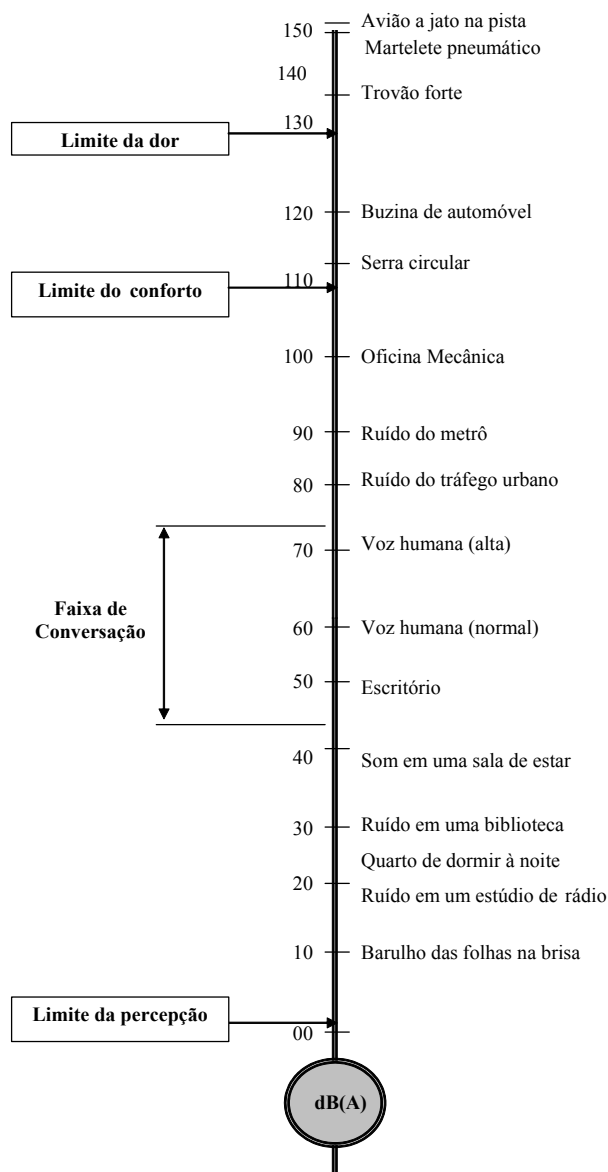 150 Avião a jato na pista
Martelete pneumático
140
Trovão forte
130
Limite da dor
120 Buzina de automóvel
Serra circular
110
Limite do conforto
100 Oficina Mecânica
90 Ruído do metrô
80 Ruído do tráfego urbano
70 Voz humana (alta)
Faixa de
Conversação
60 Voz humana (normal)
50 Escritório
40 Som em uma sala de estar
30 Ruído em uma biblioteca
Quarto de dormir à noite
20 Ruído em um estúdio de rádio
10 Barulho das folhas na brisa
Limite da percepção
00
dB(A)